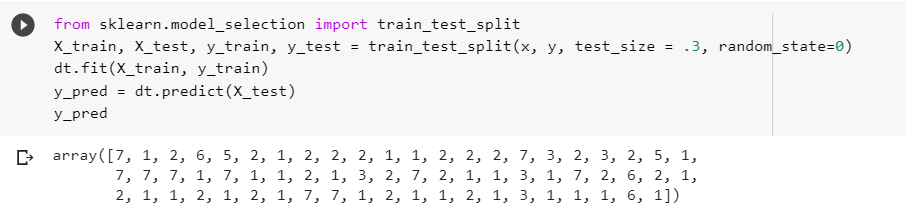 from sklearn.model_selection import train_test_split
X_train, X_test, y_train, y_test = train_test_split(x, y, test_size = .3, random_state=0)
dt.fit(X_train, y_train)
y_pred = dt.predict(X_test)
y_pred
array([7, 1, 2, 6, 5, 2, 1, 2, 2, 2, 1, 1, 2, 2, 2, 7, 3, 2, 3, 2, 5, 1,
7, 7, 7, 1, 7, 1, 1, 2, 1, 3, 2, 7, 2, 1, 1, 3, 1, 7, 2, 6, 2, 1,
2, 1, 1, 2, 1, 2, 1, 7, 7, 1, 2, 1, 1, 2, 1, 3, 1, 1, 1, 6, 1])